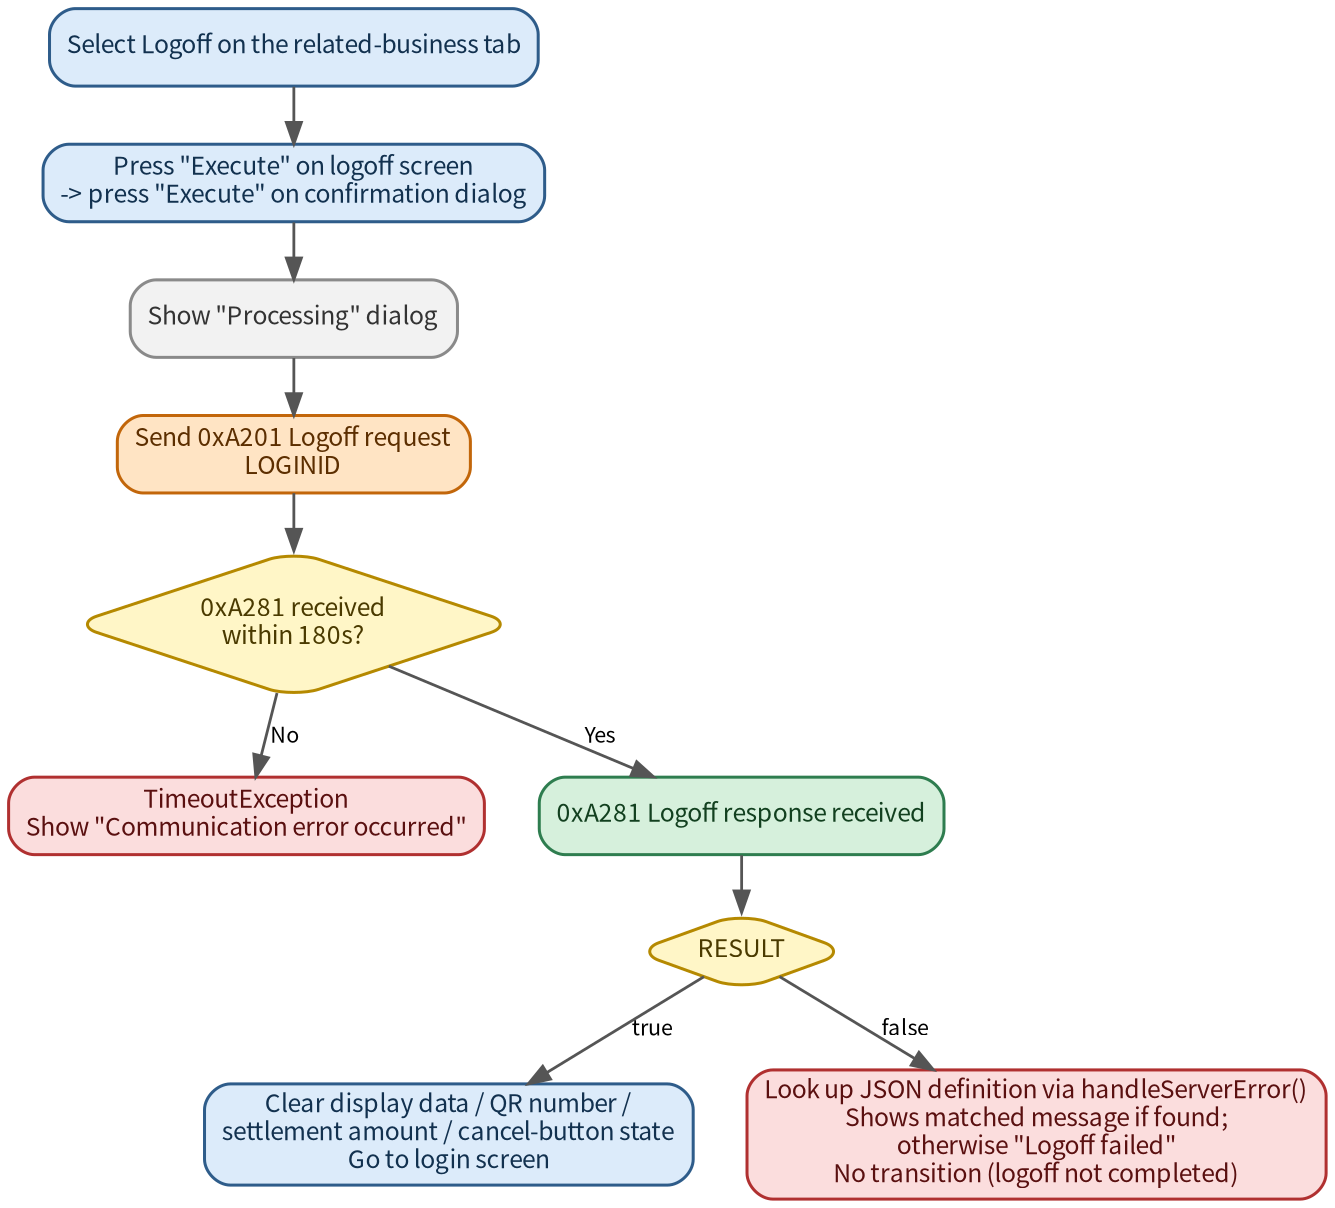 Select Logoff on the related-business tab
Press "Execute" on logoff screen
-> press "Execute" on confirmation dialog
Show "Processing" dialog
Send 0xA201 Logoff request
LOGINID
0xA281 received
within 180s?
No
Yes
TimeoutException
Show "Communication error occurred"
0xA281 Logoff response received
RESULT
true
false
Clear display data / QR number /
settlement amount / cancel-button state
Go to login screen
Look up JSON definition via handleServerError()
Shows matched message if found;
otherwise "Logoff failed"
No transition (logoff not completed)